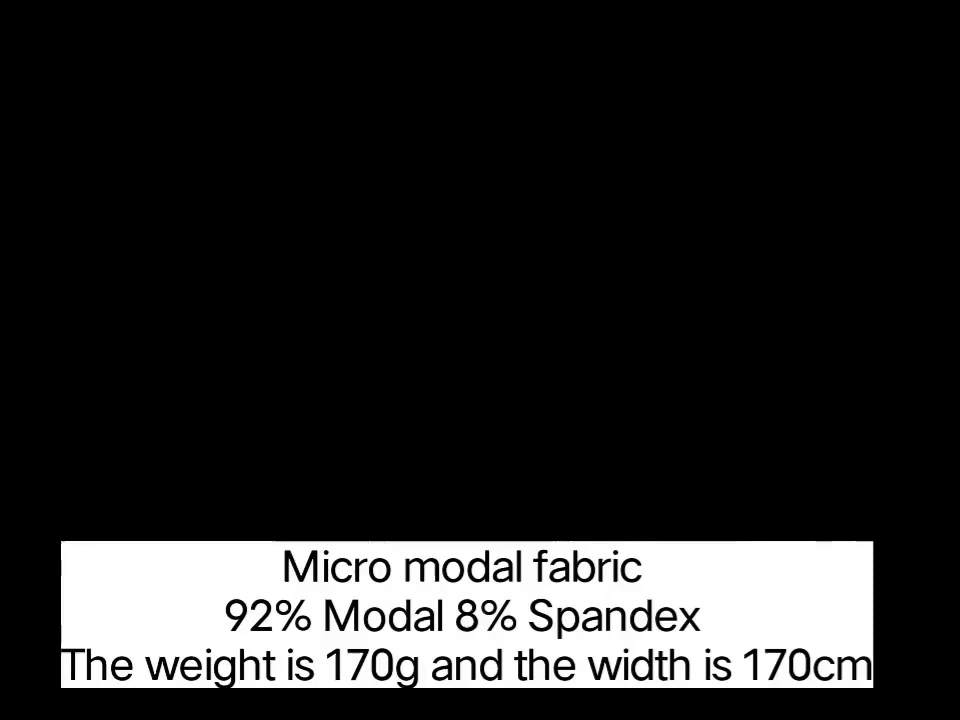 Micro modal fabric
92% Modal 8% Spandex
The weight is 170g and the width is 170cm